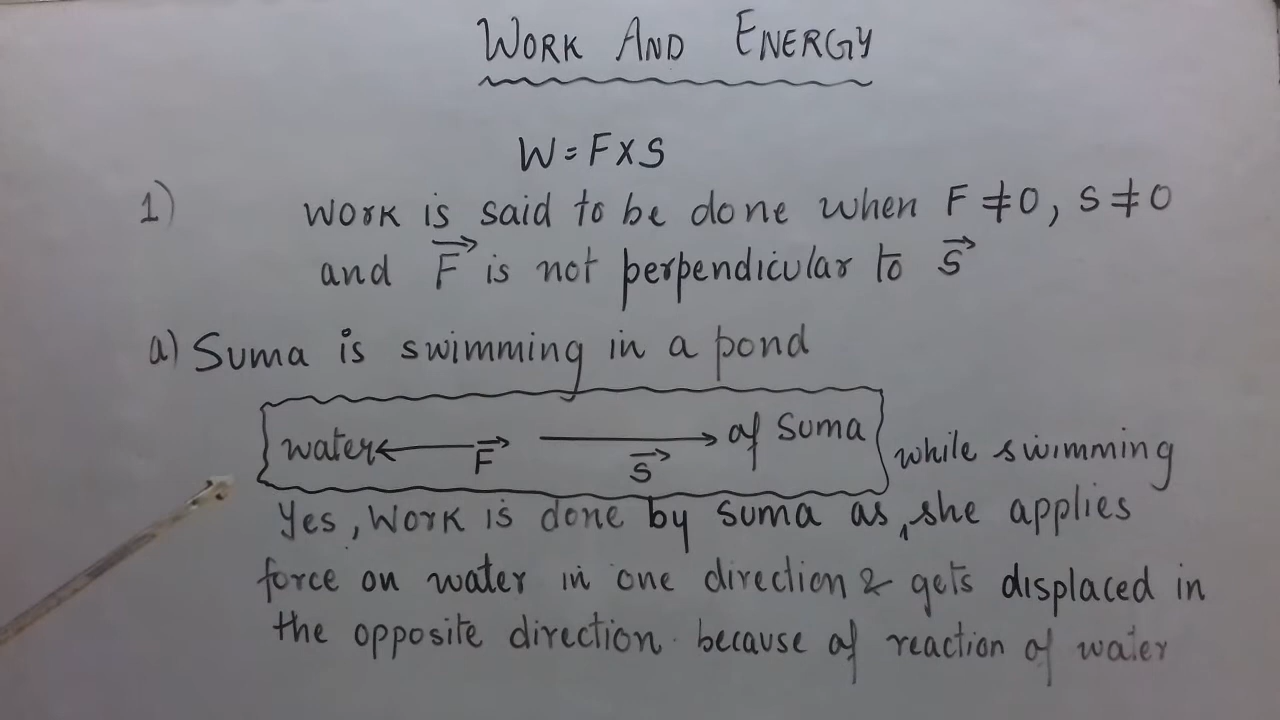 WORK AND ENERGY
W=F×S
1) Work is said to be done when F≠0, S≠0
and F⃗ is not perpendicular to S⃗
a) Suma is swimming in a pond
water ← F⃗ S⃗ → of Suma
while swimming
Yes, Work is done by Suma as she applies
force on water in one direction & gets displaced in
the opposite direction because of reaction of water